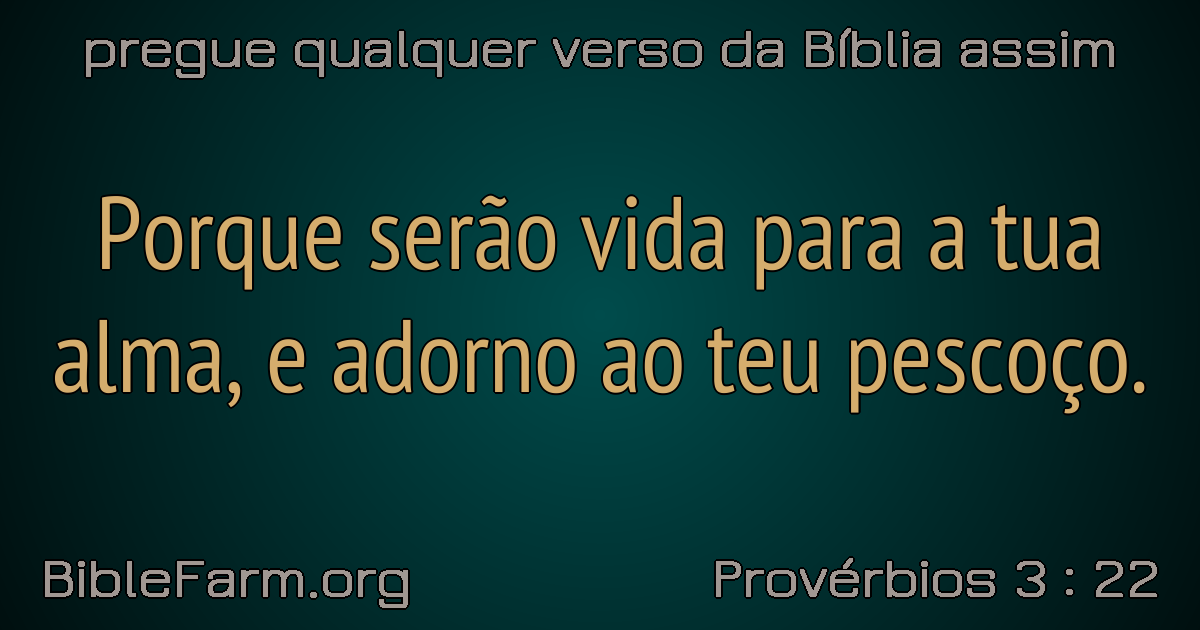 pregue qualquer verso da Bíblia assim
Porque serão vida para a tua
alma, e adorno ao teu pescoço.
BibleFarm.org
Provérbios 3 : 22